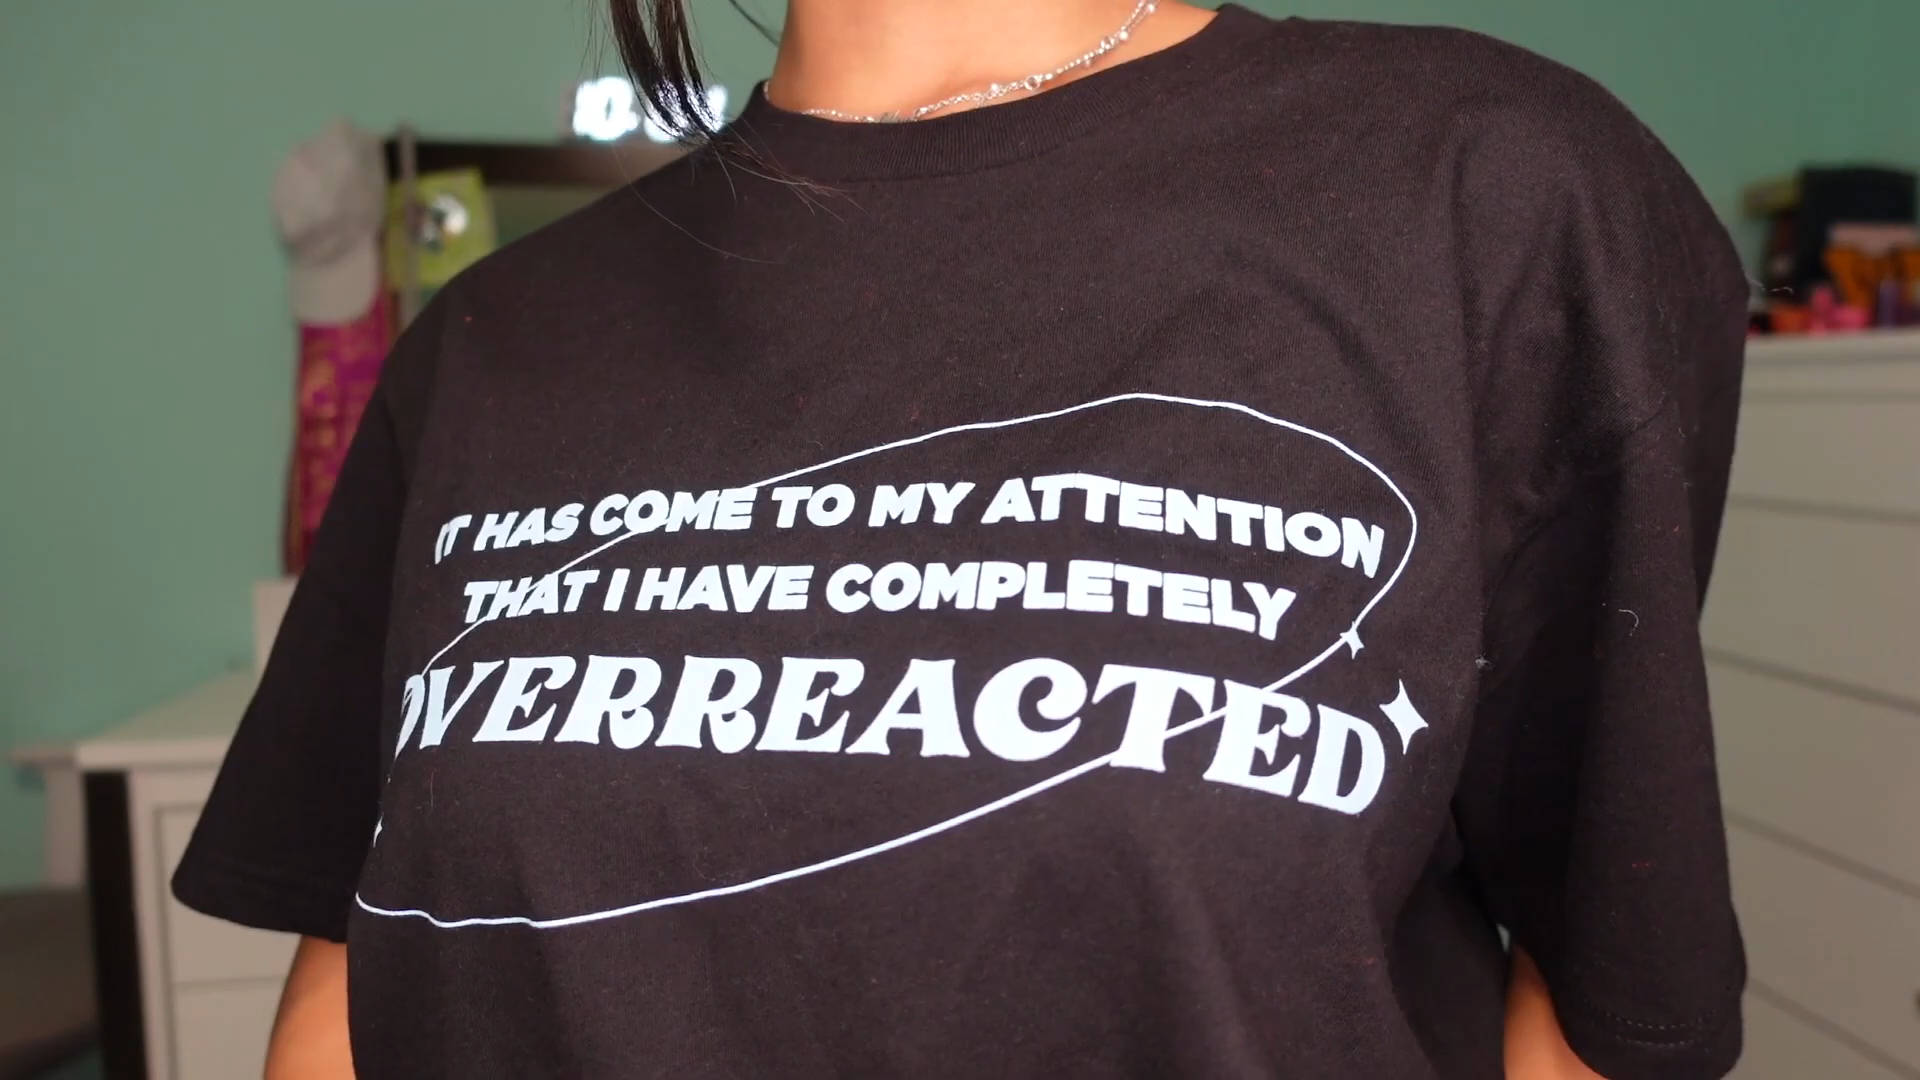 IT HAS COME TO MY ATTENTION
THAT I HAVE COMPLETELY
OVERREACTED